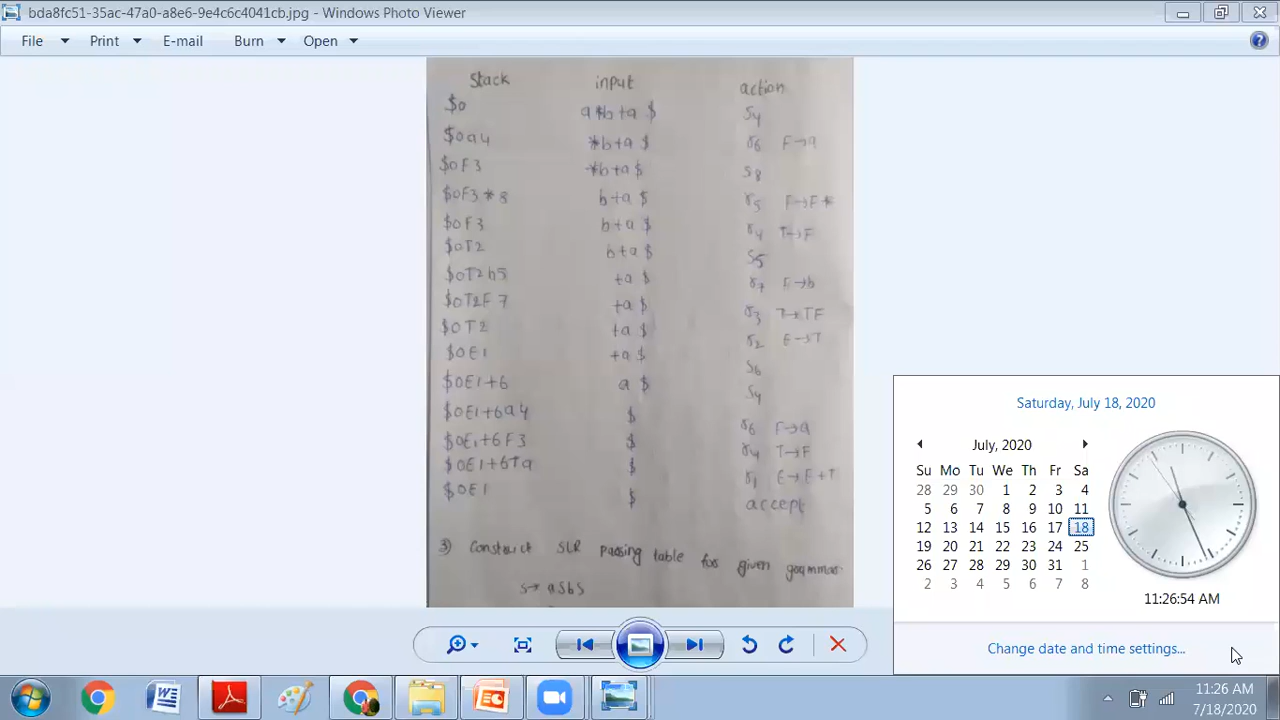 bda8fc51-35ac-47a0-a8e6-9e4c6c4041cb.jpg - Windows Photo Viewer
File Print E-mail Burn Open
Stack input action
$0 a*b+a $ S4
$0a4 *b+a $ r6 F→a
$0F3 *b+a $ S8
$0F3*8 b+a $ r5 F→F*
$0F3 b+a $ r4 T→F
$0T2 b+a $ S5
$0T2b5 +a $ r7 F→b
$0T2F7 +a $ r3 T→TF
$0T2 +a $ r2 E→T
$0E1 +a $ S6
$0E1+6 a $ S4
$0E1+6a4 $ r6 F→a
$0E1+6F3 $ r4 T→F
$0E1+6T9 $ r1 E→E+T
$0E1 $ accept
3) Construct SLR passing table for given grammar.
S→ aSbS
Saturday, July 18, 2020
July, 2020
Su Mo Tu We Th Fr Sa
28 29 30 1 2 3 4
5 6 7 8 9 10 11
12 13 14 15 16 17 18
19 20 21 22 23 24 25
26 27 28 29 30 31 1
2 3 4 5 6 7 8
11:26:54 AM
Change date and time settings...
11:26 AM
7/18/2020